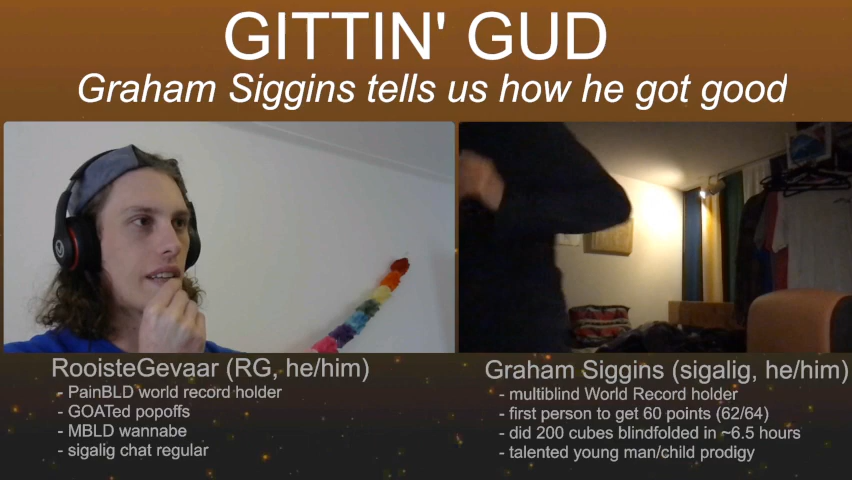 GITTIN' GUD
Graham Siggins tells us how he got good
RooisteGevaar (RG, he/him)
- PainBLD world record holder
- GOATed popoffs
- MBLD wannabe
- sigalig chat regular
Graham Siggins (sigalig, he/him)
- multiblind World Record holder
- first person to get 60 points (62/64)
- did 200 cubes blindfolded in ~6.5 hours
- talented young man/child prodigy